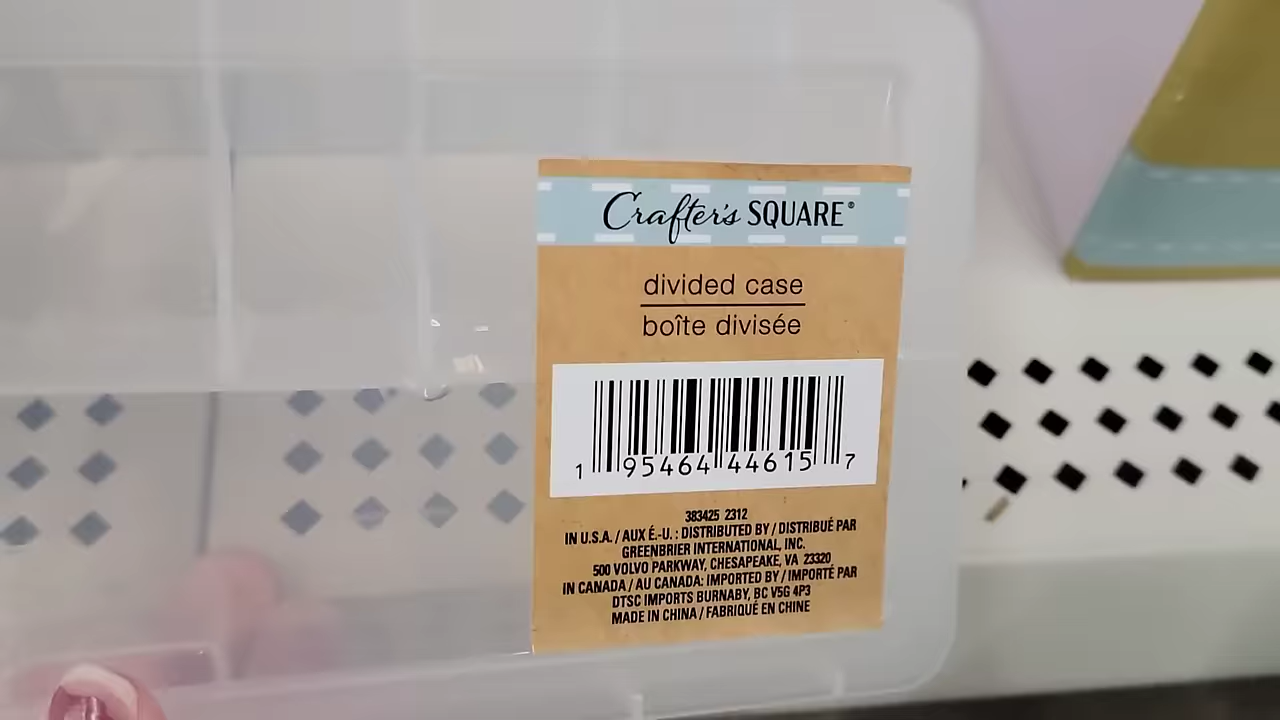 Crafter's SQUARE®
divided case
boîte divisée
1 95464 44615 7
383425 2312
IN U.S.A. / AUX É.-U. : DISTRIBUTED BY / DISTRIBUÉ PAR
GREENBRIER INTERNATIONAL, INC.
500 VOLVO PARKWAY, CHESAPEAKE, VA 23320
IN CANADA / AU CANADA: IMPORTED BY / IMPORTÉ PAR
DTSC IMPORTS BURNABY, BC V5G 4P3
MADE IN CHINA / FABRIQUÉ EN CHINE